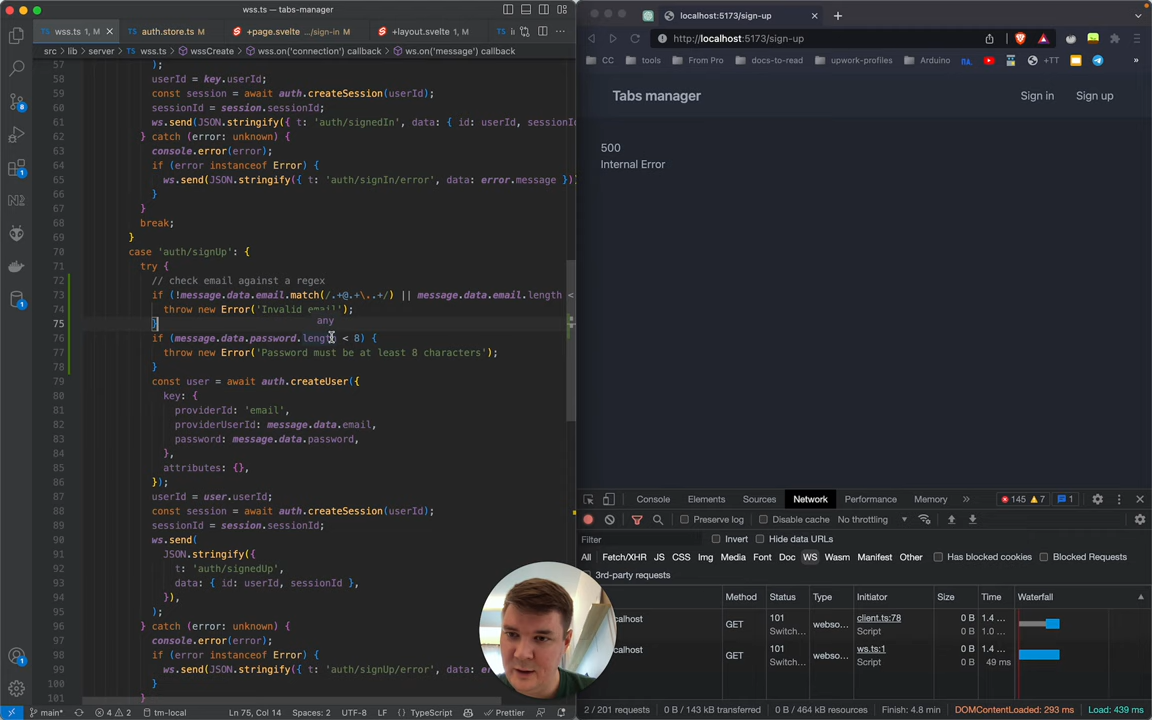 wss.ts — tabs-manager
wss.ts 1, M
auth.store.ts
+page.svelte .../sign-in M
+layout.svelte 1, M
src > lib > server > wss.ts > wssCreate > wss.on('connection') callback > ws.on('message') callback
57 );
58 userId = key.userId;
59 const session = await auth.createSession(userId);
60 sessionId = session.sessionId;
61 ws.send(JSON.stringify({ t: 'auth/signedIn', data: { id: userId, sessionId
62 } catch (error: unknown) {
63 console.error(error);
64 if (error instanceof Error) {
65 ws.send(JSON.stringify({ t: 'auth/signIn/error', data: error.message })
66 }
67 }
68 break;
69 }
70 case 'auth/signUp': {
71 try {
72 // check email against a regex
73 if (!message.data.email.match(/.+@.+\..+/) || message.data.email.length <
74 throw new Error('Invalid email');
any
75 }
76 if (message.data.password.length < 8) {
77 throw new Error('Password must be at least 8 characters');
78 }
79 const user = await auth.createUser({
80 key: {
81 providerId: 'email',
82 providerUserId: message.data.email,
83 password: message.data.password,
84 },
85 attributes: {},
86 });
87 userId = user.userId;
88 const session = await auth.createSession(userId);
89 sessionId = session.sessionId;
90 ws.send(
91 JSON.stringify({
92 t: 'auth/signedUp',
93 data: { id: userId, sessionId },
94 }),
95 );
96 } catch (error: unknown) {
97 console.error(error);
98 if (error instanceof Error) {
99 ws.send(JSON.stringify({ t: 'auth/signUp/error', data: e
100 }
101 }
8
1
1
1
1
main*
4 2
tm-local
Ln 75, Col 14
Spaces: 2
UTF-8
LF
TypeScript
Prettier
localhost:5173/sign-up
http://localhost:5173/sign-up
CC
tools
From Pro
docs-to-read
upwork-profiles
Arduino
+TT
»
Tabs manager
Sign in
Sign up
500
Internal Error
Console
Elements
Sources
Network
Performance
Memory
»
145 7
1
Preserve log
Disable cache
No throttling
Filter
Invert
Hide data URLs
All
Fetch/XHR
JS
CSS
Img
Media
Font
Doc
WS
Wasm
Manifest
Other
Has blocked cookies
Blocked Requests
3rd-party requests
Method
Status
Type
Initiator
Size
Time
Waterfall
calhost GET 101 Switch... webso... client.ts:78 Script 0 B 0 B 1.4 ... 1.0 ...
calhost GET 101 Switch... webso... ws.ts:1 Script 0 B 0 B 1.4 ... 49 ms
2 / 201 requests
0 B / 143 kB transferred
0 B / 464 kB resources
Finish: 4.8 min
DOMContentLoaded: 293 ms
Load: 439 ms